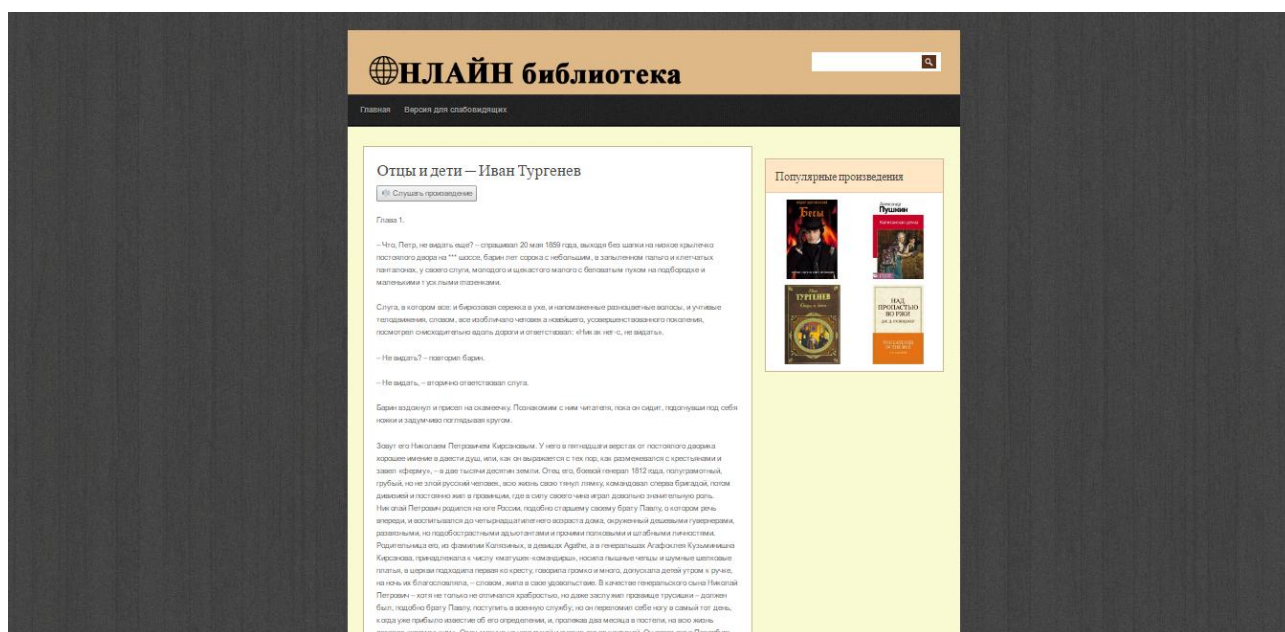 ОНЛАЙН библиотека
Главная Версия для слабовидящих
Отцы и дети — Иван Тургенев
Слушать произведение
Глава 1.
– Что, Петр, не видать еще? – спрашивал 20 мая 1859 года, выходя без шапки на низкое крылечко
постоялого двора на *** шоссе, барин лет сорока с небольшим, в запыленном пальто и клетчатых
панталонах, у своего слуги, молодого и щекастого малого с беловатым пухом на подбородке и
маленькими тусклыми глазенками.
Слуга, в котором все: и бирюзовая сережка в ухе, и напомаженные разноцветные волосы, и учтивые
телодвижения, словом, все изобличало человека новейшего, усовершенствованного поколения,
посмотрел снисходительно вдоль дороги и ответствовал: «Никак нет-с, не видать».
– Не видать? – повторил барин.
– Не видать, – вторично ответствовал слуга.
Барин вздохнул и присел на скамеечку. Познакомим с ним читателя, пока он сидит, подогнувши под себя
ножки и задумчиво поглядывая кругом.
Зовут его Николаем Петровичем Кирсановым. У него в пятнадцати верстах от постоялого дворика
хорошее имение в двести душ, или, как он выражается с тех пор, как размежевался с крестьянами и
завел «ферму», – в две тысячи десятин земли. Отец его, боевой генерал 1812 года, полуграмотный,
грубый, но не злой русский человек, всю жизнь свою тянул лямку, командовал сперва бригадой, потом
дивизией и постоянно жил в провинции, где в силу своего чина играл довольно значительную роль.
Николай Петрович родился на юге России, подобно старшему своему брату Павлу, о котором речь
впереди, и воспитывался до четырнадцатилетнего возраста дома, окруженный дешевыми гувернерами,
развязными, но подобострастными адъютантами и прочими полковыми и штабными личностями.
Родительница его, из фамилии Колязиных, в девицах Agathe, а в генеральшах Агафоклея Кузьминишна
Кирсанова, принадлежала к числу «матушек-командирш», носила пышные чепцы и шумные шелковые
платья, в церкви подходила первая ко кресту, говорила громко и много, допускала детей утром к ручке,
на ночь их благословляла, – словом, жила в свое удовольствие. В качестве генеральского сына Николай
Петрович – хотя не только не отличался храбростью, но даже заслужил прозвище трусишки – должен
был, подобно брату Павлу, поступить в военную службу; но он переломил себе ногу в самый тот день,
когда уже прибыло известие об его определении, и, пролежав два месяца в постели, на всю жизнь
Популярные произведения
Бесы
Александр
Пушкин
Капитанская дочка
Иван
ТУРГЕНЕВ
Отцы и дети
НАД
ПРОПАСТЬЮ
ВО РЖИ